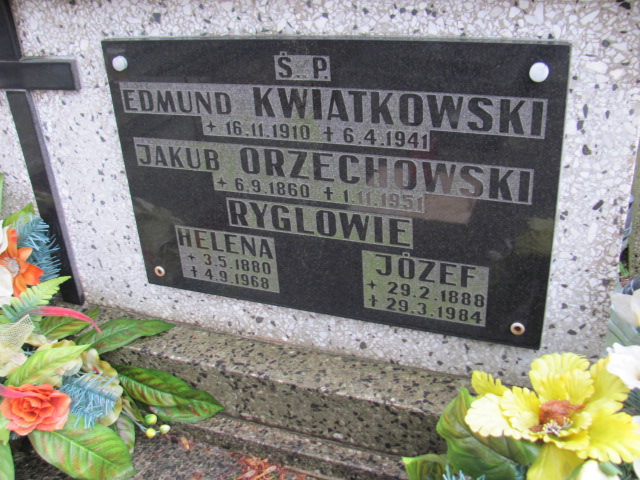 Ś. P.
EDMUND KWIATKOWSKI
+ 16.11.1910 + 6.4.1941
JAKUB ORZECHOWSKI
+ 6.9.1860 + 1.11.1951
RYGLOWIE
HELENA
+ 3.5.1880
+ 4.9.1968
JÓZEF
+ 29.2.1888
+ 29.3.1984